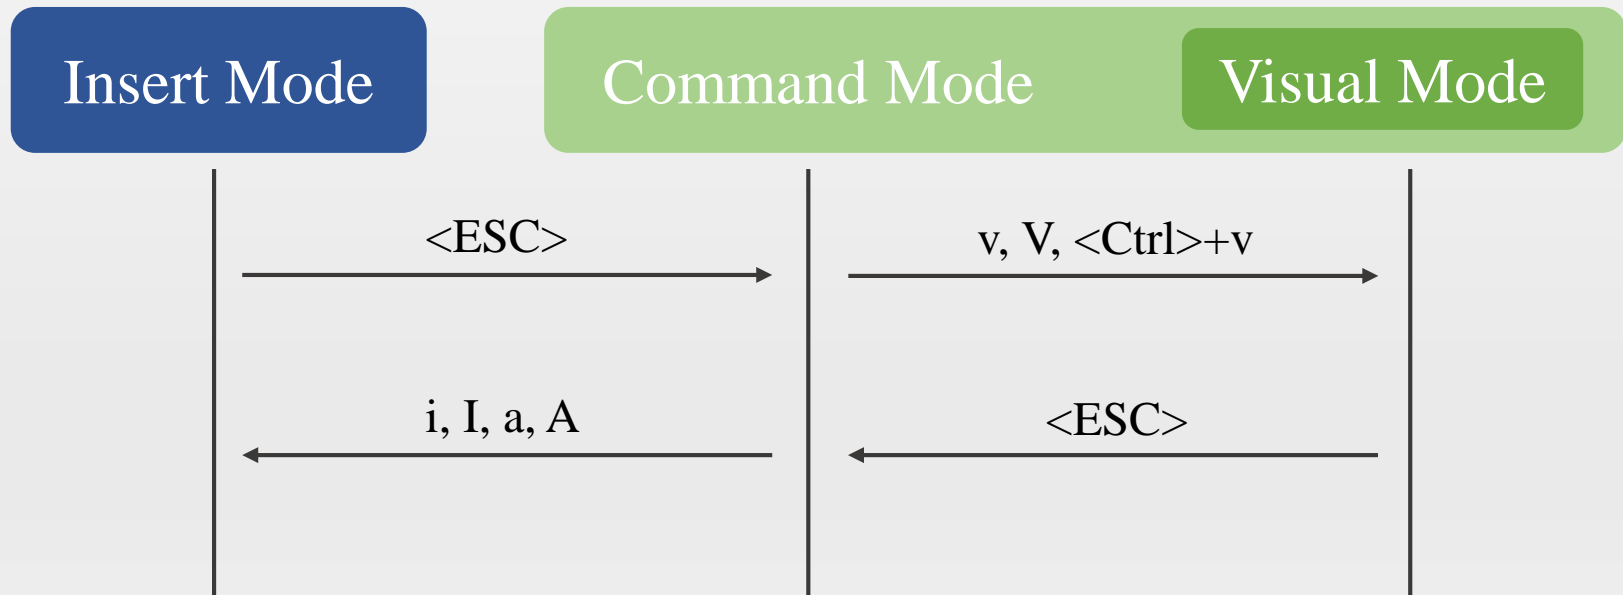 Insert Mode
Command Mode
Visual Mode
<ESC>
v, V, <Ctrl>+v
i, I, a, A
<ESC>